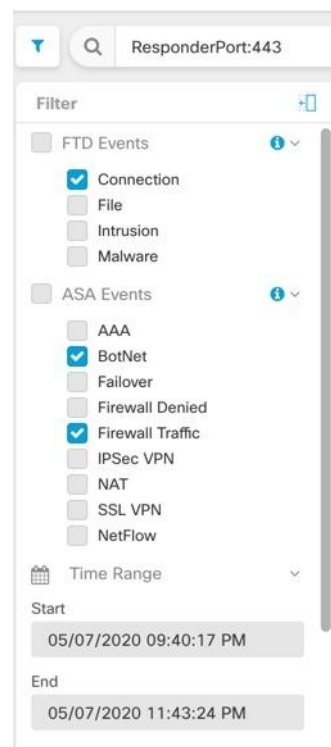 ResponderPort:443
Filter
FTD Events
Connection
File
Intrusion
Malware
ASA Events
AAA
BotNet
Failover
Firewall Denied
Firewall Traffic
IPSec VPN
NAT
SSL VPN
NetFlow
Time Range
Start
05/07/2020 09:40:17 PM
End
05/07/2020 11:43:24 PM